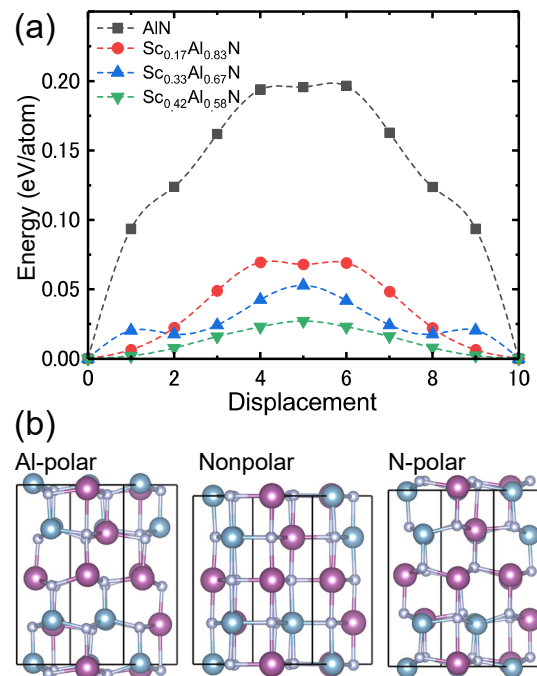 (a)
AlN
Sc0.17Al0.83N
Sc0.33Al0.67N
Sc0.42Al0.58N
Energy (eV/atom)
0.20
0.15
0.10
0.05
0.00
0 2 4 6 8 10
Displacement
(b)
Al-polar Nonpolar N-polar